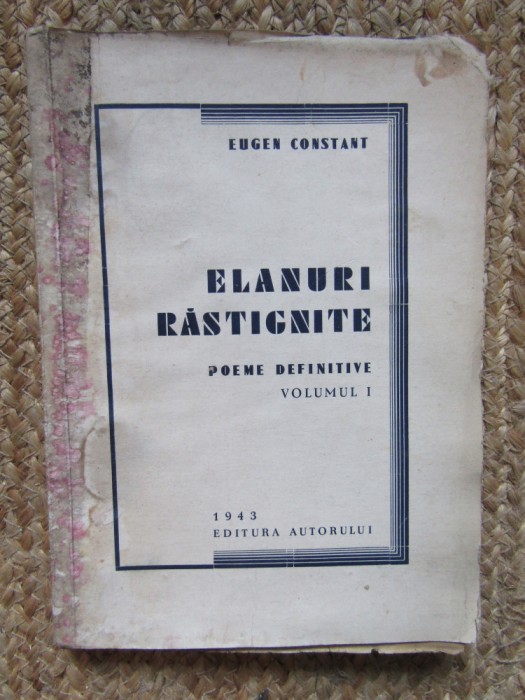 EUGEN CONSTANT
ELANURI
RĂSTIGNITE
POEME DEFINITIVE
VOLUMUL I
1943
EDITURA AUTORULUI